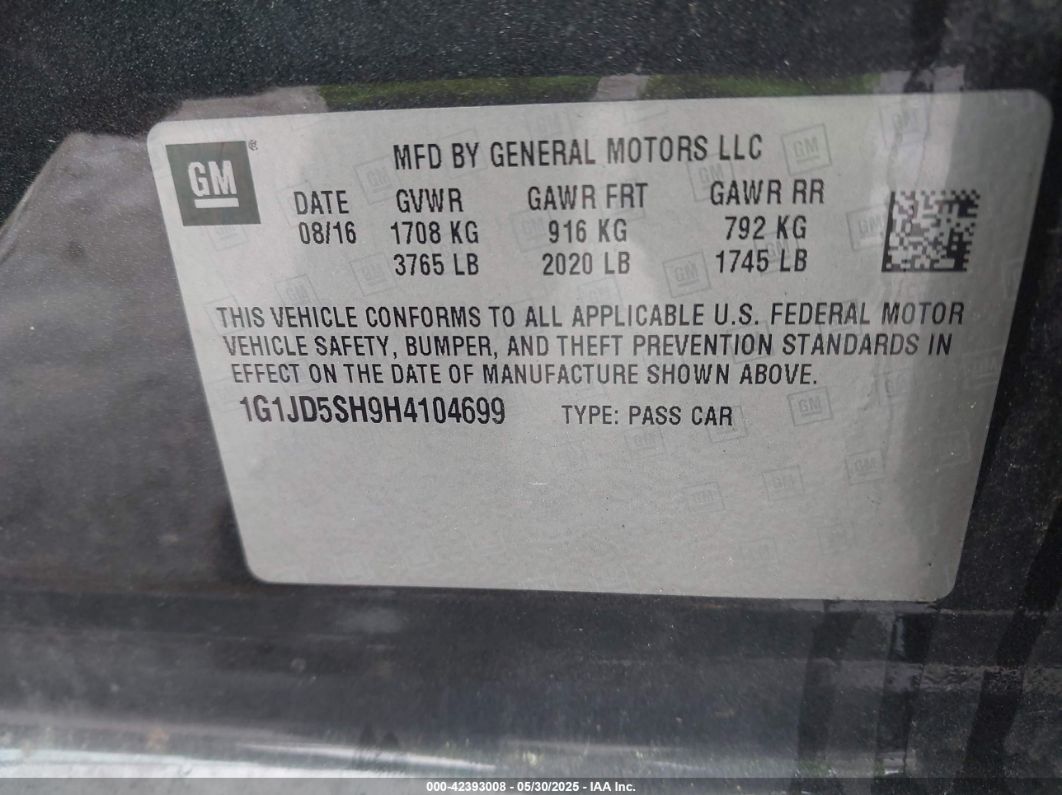 GM ®
MFD BY GENERAL MOTORS LLC
DATE GVWR GAWR FRT GAWR RR
08/16 1708 KG 916 KG 792 KG
3765 LB 2020 LB 1745 LB
THIS VEHICLE CONFORMS TO ALL APPLICABLE U.S. FEDERAL MOTOR
VEHICLE SAFETY, BUMPER, AND THEFT PREVENTION STANDARDS IN
EFFECT ON THE DATE OF MANUFACTURE SHOWN ABOVE.
1G1JD5SH9H4104699 TYPE: PASS CAR
000-42393008 - 05/30/2025 - IAA Inc.